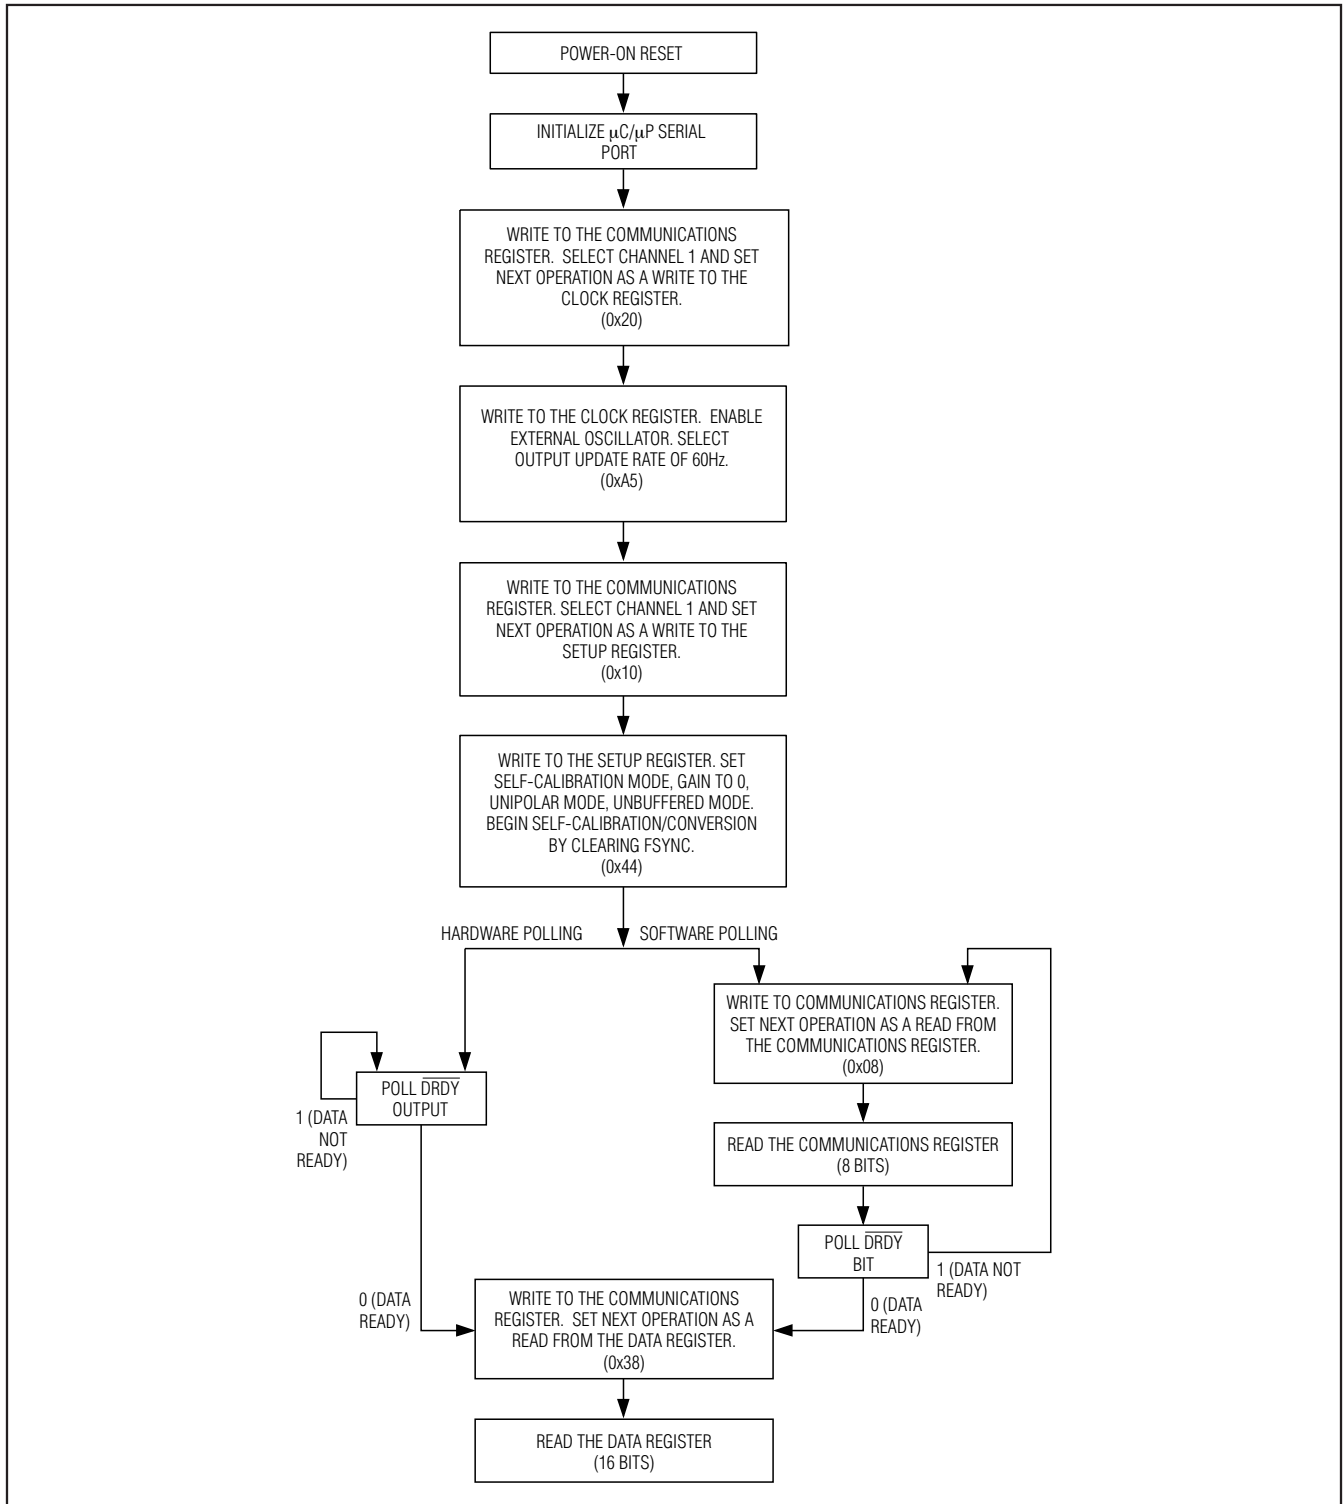 POWER-ON RESET
INITIALIZE μC/μP SERIAL
PORT
WRITE TO THE COMMUNICATIONS
REGISTER. SELECT CHANNEL 1 AND SET
NEXT OPERATION AS A WRITE TO THE
CLOCK REGISTER.
(0x20)
WRITE TO THE CLOCK REGISTER. ENABLE
EXTERNAL OSCILLATOR. SELECT
OUTPUT UPDATE RATE OF 60Hz.
(0xA5)
WRITE TO THE COMMUNICATIONS
REGISTER. SELECT CHANNEL 1 AND SET
NEXT OPERATION AS A WRITE TO THE
SETUP REGISTER.
(0x10)
WRITE TO THE SETUP REGISTER. SET
SELF-CALIBRATION MODE, GAIN TO 0,
UNIPOLAR MODE, UNBUFFERED MODE.
BEGIN SELF-CALIBRATION/CONVERSION
BY CLEARING FSYNC.
(0x44)
HARDWARE POLLING
SOFTWARE POLLING
WRITE TO COMMUNICATIONS REGISTER.
SET NEXT OPERATION AS A READ FROM
THE COMMUNICATIONS REGISTER.
(0x08)
POLL D̅R̅D̅Y̅
OUTPUT
1 (DATA
NOT
READY)
READ THE COMMUNICATIONS REGISTER
(8 BITS)
POLL D̅R̅D̅Y̅
BIT
1 (DATA NOT
READY)
0 (DATA
READY)
0 (DATA
READY)
WRITE TO THE COMMUNICATIONS
REGISTER. SET NEXT OPERATION AS A
READ FROM THE DATA REGISTER.
(0x38)
READ THE DATA REGISTER
(16 BITS)